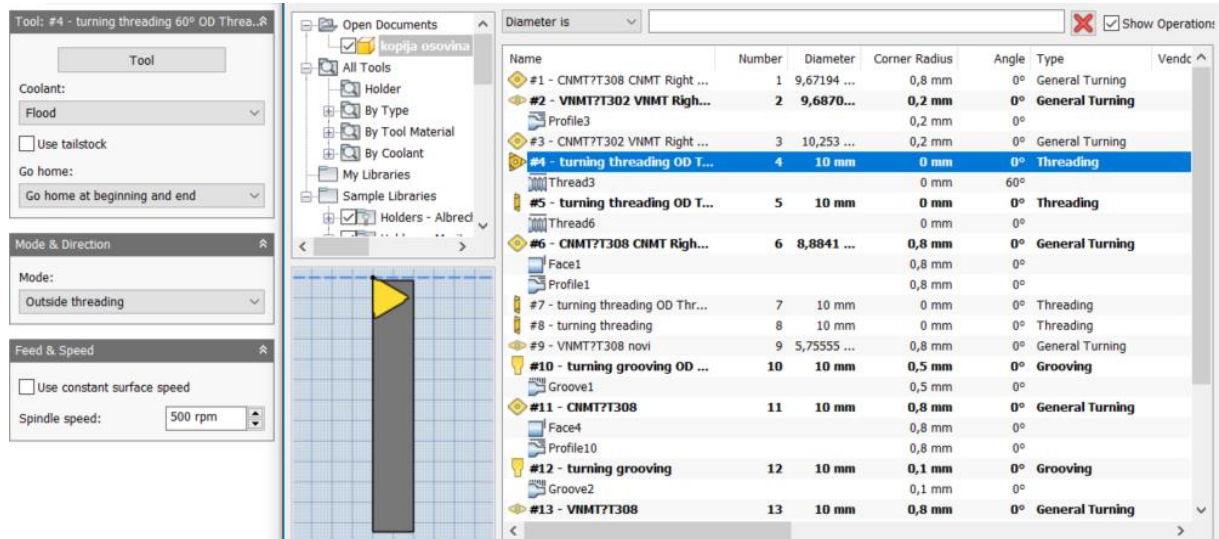 Tool: #4 - turning threading 60° OD Threa..
Tool
Coolant:
Flood
Use tailstock
Go home:
Go home at beginning and end
Mode & Direction
Mode:
Outside threading
Feed & Speed
Use constant surface speed
Spindle speed: 500 rpm
Open Documents
kopija osovina
All Tools
Holder
By Type
By Tool Material
By Coolant
My Libraries
Sample Libraries
Holders - Albrecl
Diameter is
Show Operations
Name Number Diameter Corner Radius Angle Type Vendc
#1 - CNMT?T308 CNMT Right ... 1 9,67194 ... 0,8 mm 0° General Turning
#2 - VNMT?T302 VNMT Righ... 2 9,6870... 0,2 mm 0° General Turning
Profile3 0,2 mm 0°
#3 - CNMT?T302 VNMT Right ... 3 10,253 ... 0,2 mm 0° General Turning
#4 - turning threading OD T... 4 10 mm 0 mm 0° Threading
Thread3 0 mm 60°
#5 - turning threading OD T... 5 10 mm 0 mm 0° Threading
Thread6 0 mm 0°
#6 - CNMT?T308 CNMT Righ... 6 8,8841 ... 0,8 mm 0° General Turning
Face1 0,8 mm 0°
Profile1 0,8 mm 0°
#7 - turning threading OD Thr... 7 10 mm 0 mm 0° Threading
#8 - turning threading 8 10 mm 0 mm 0° Threading
#9 - VNMT?T308 novi 9 5,75555 ... 0,8 mm 0° General Turning
#10 - turning grooving OD ... 10 10 mm 0,5 mm 0° Grooving
Groove1 0,5 mm 0°
#11 - CNMT?T308 11 10 mm 0,8 mm 0° General Turning
Face4 0,8 mm 0°
Profile10 0,8 mm 0°
#12 - turning grooving 12 10 mm 0,1 mm 0° Grooving
Groove2 0,1 mm 0°
#13 - VNMT?T308 13 10 mm 0,8 mm 0° General Turning